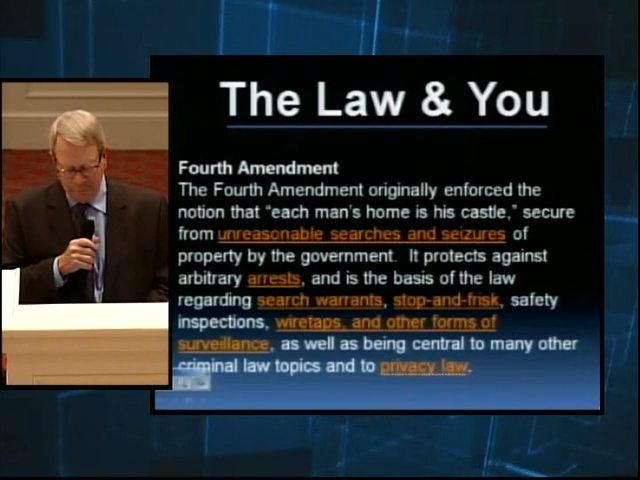 The Law & You
Fourth Amendment
The Fourth Amendment originally enforced the
notion that “each man’s home is his castle,” secure
from unreasonable searches and seizures of
property by the government. It protects against
arbitrary arrests, and is the basis of the law
regarding search warrants, stop-and-frisk, safety
inspections, wiretaps, and other forms of
surveillance, as well as being central to many other
criminal law topics and to privacy law.